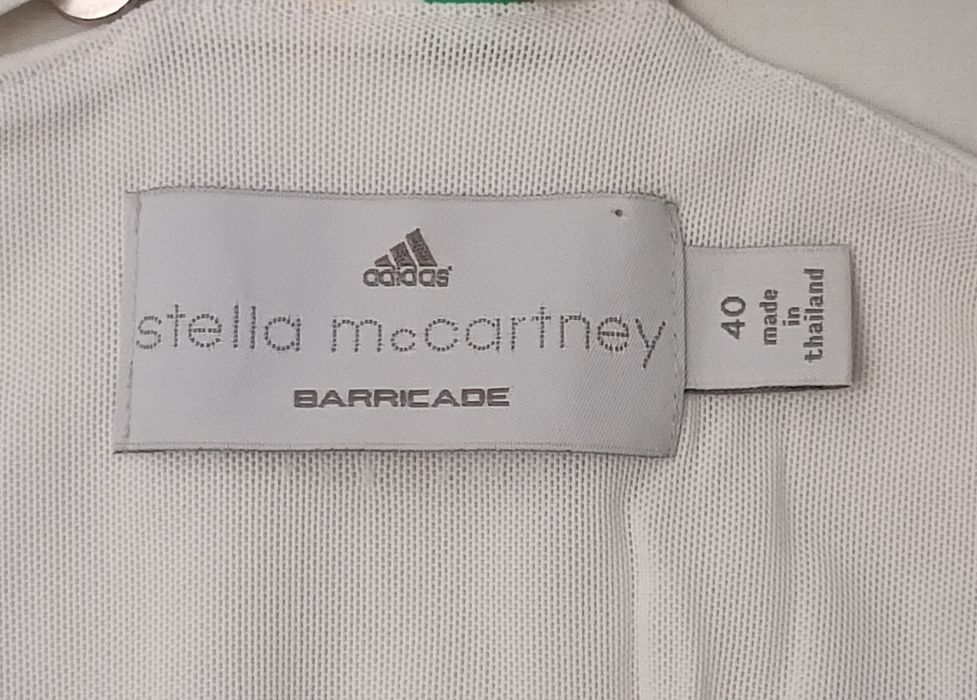 adidas
stella mccartney
BARRICADE
40
made
in
thailand